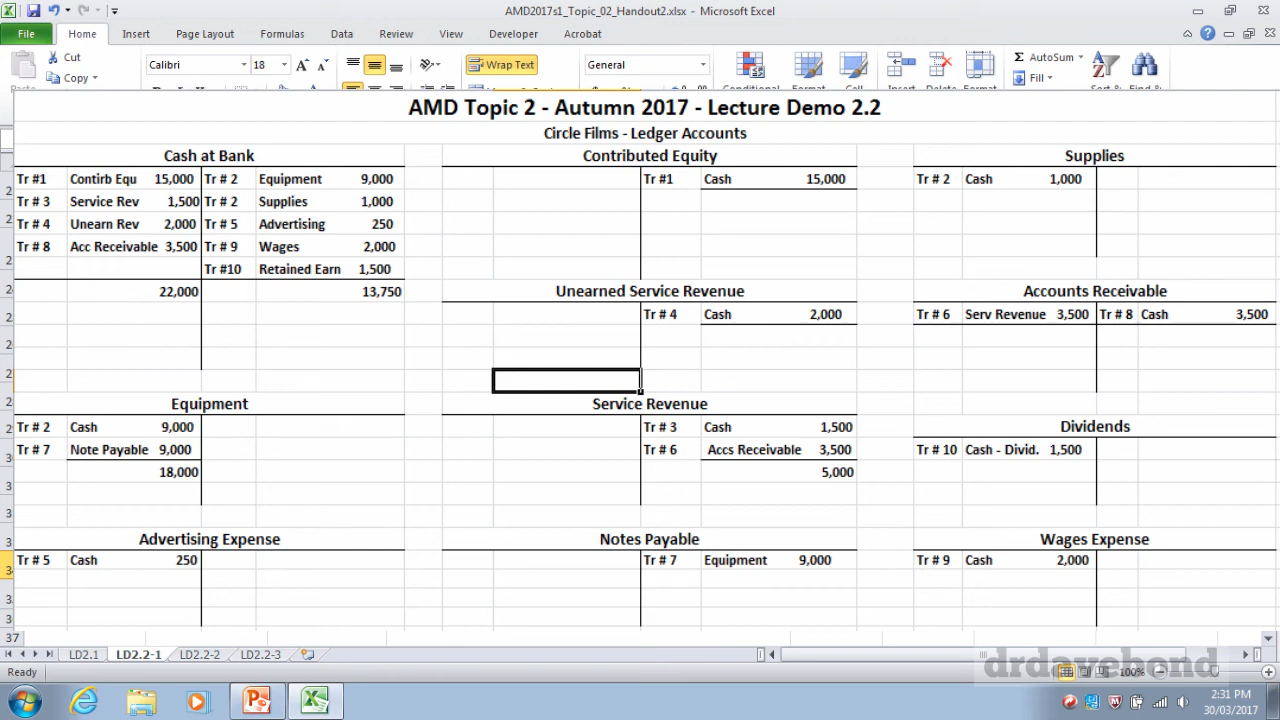 AMD2017s1_Topic_02_Handout2.xlsx - Microsoft Excel
File Home Insert Page Layout Formulas Data Review View Developer Acrobat
Cut Calibri 18 Wrap Text General AutoSum
Copy Insert Delete Format Fill
AMD Topic 2 - Autumn 2017 - Lecture Demo 2.2
Circle Films - Ledger Accounts
Cash at Bank Contributed Equity Supplies
Tr #1 Contirb Equ 15,000 Tr # 2 Equipment 9,000 Tr #1 Cash 15,000 Tr # 2 Cash 1,000
Tr # 3 Service Rev 1,500 Tr # 2 Supplies 1,000
Tr # 4 Unearn Rev 2,000 Tr # 5 Advertising 250
Tr # 8 Acc Receivable 3,500 Tr # 9 Wages 2,000
Tr #10 Retained Earn 1,500
22,000 13,750 Unearned Service Revenue Accounts Receivable
Tr # 4 Cash 2,000 Tr # 6 Serv Revenue 3,500 Tr # 8 Cash 3,500
Equipment Service Revenue
Tr # 2 Cash 9,000 Tr # 3 Cash 1,500 Dividends
Tr # 7 Note Payable 9,000 Tr # 6 Accs Receivable 3,500 Tr # 10 Cash - Divid. 1,500
18,000 5,000
Advertising Expense Notes Payable Wages Expense
Tr # 5 Cash 250 Tr # 7 Equipment 9,000 Tr # 9 Cash 2,000
37
LD2.1 LD2.2-1 LD2.2-2 LD2.2-3
drdavebond
Ready 100%
2:31 PM
30/03/2017